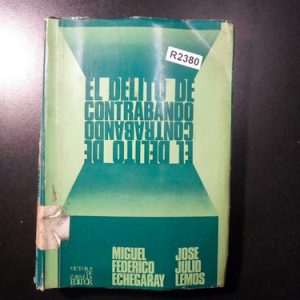 R2380
EL DELITO DE
CONTRABANDO
CONTRABANDO
EL DELITO DE
MIGUEL
FEDERICO
ECHEGARAY
JOSE
JULIO
LEMOS
VICTOR P.
DE
ZAVALIA
EDITOR